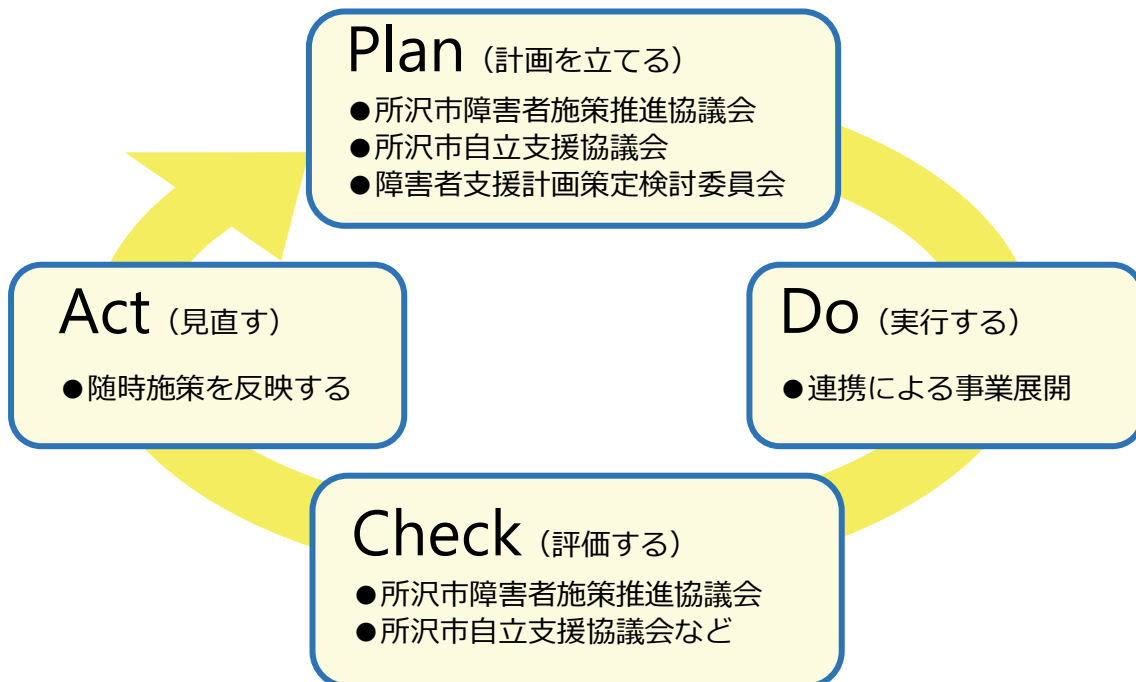 Plan（計画を立てる）
●所沢市障害者施策推進協議会
●所沢市自立支援協議会
●障害者支援計画策定検討委員会
Do（実行する）
●連携による事業展開
Check（評価する）
●所沢市障害者施策推進協議会
●所沢市自立支援協議会など
Act（見直す）
●随時施策を反映する